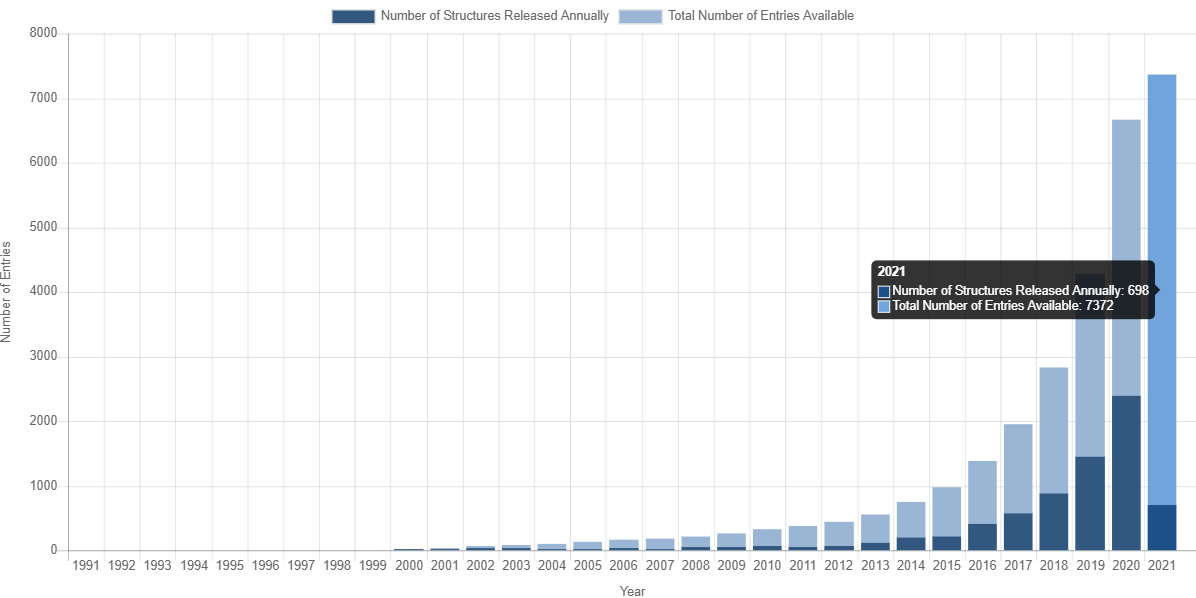 Number of Structures Released Annually Total Number of Entries Available
8000
7000
6000
5000
4000
3000
2000
1000
0
Number of Entries
2021
Number of Structures Released Annually: 698
Total Number of Entries Available: 7372
1991 1992 1993 1994 1995 1996 1997 1998 1999 2000 2001 2002 2003 2004 2005 2006 2007 2008 2009 2010 2011 2012 2013 2014 2015 2016 2017 2018 2019 2020 2021
Year